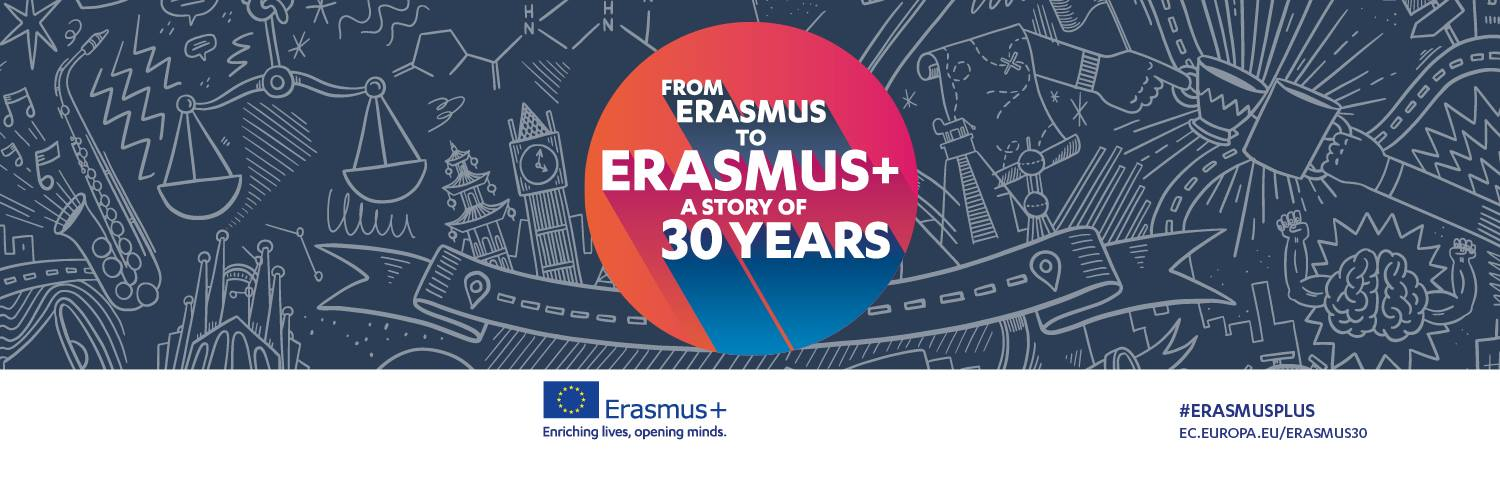 FROM
ERASMUS
TO
ERASMUS+
A STORY OF
30 YEARS
H
N
N
H
Erasmus+
Enriching lives, opening minds.
#ERASMUSPLUS
EC.EUROPA.EU/ERASMUS30